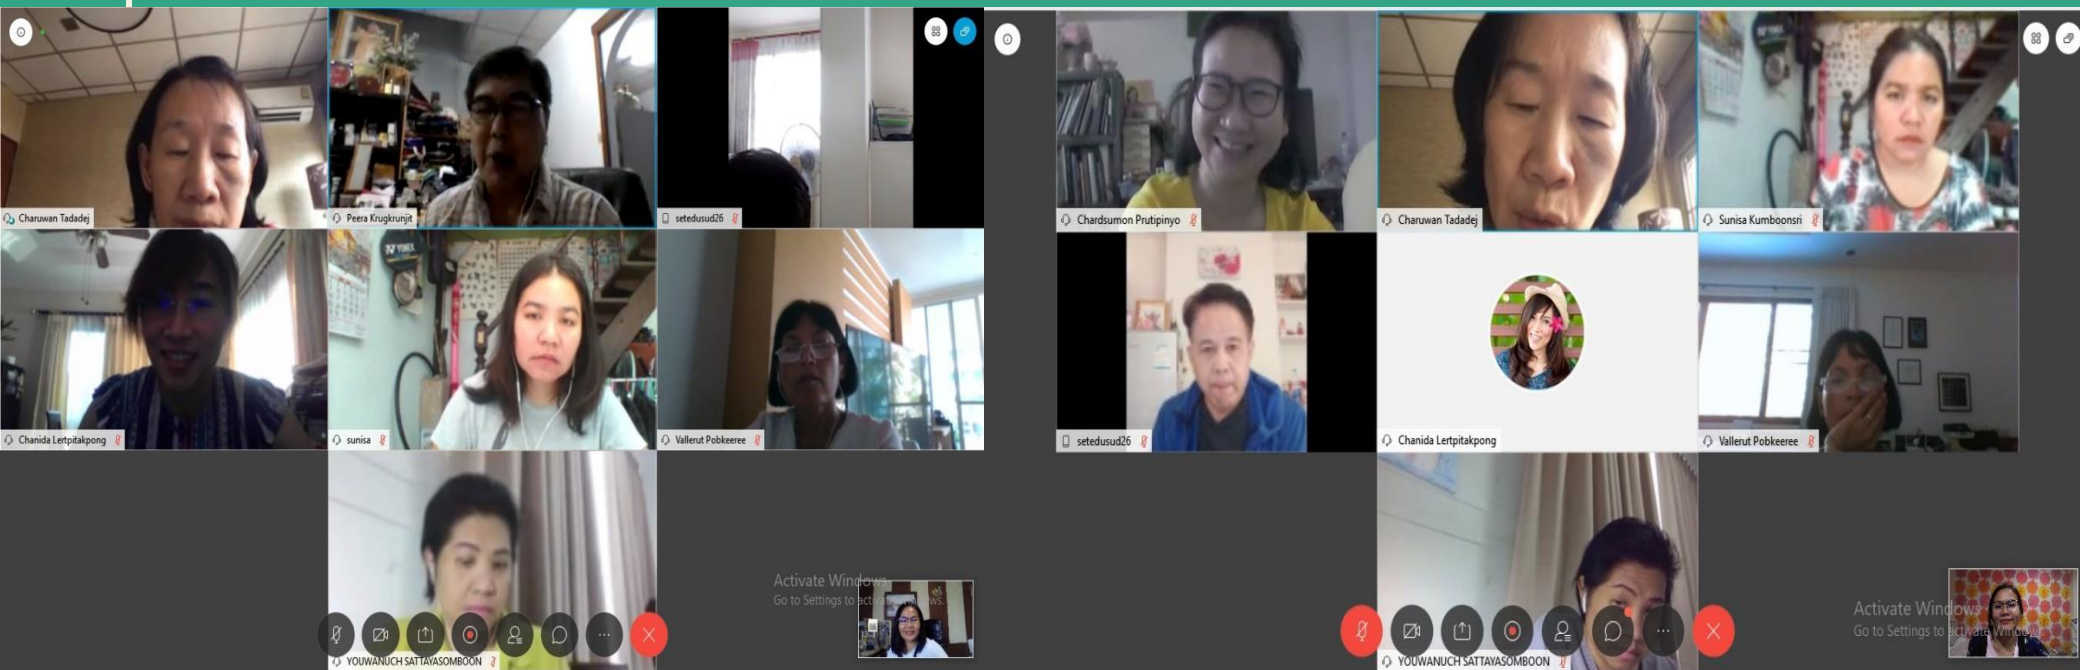 Charuwan Tadadej
Peera Krugkrunjit
setedusud26
YONEX
Chanida Lertpitakpong
sunisa
Vallerut Pobkeeree
Activate Windows
Go to Settings to activate Windows.
YOUWANUCH SATTAYASOMBOON
Chardsumon Prutipinyo
Charuwan Tadadej
Sunisa Kumboonsri
setedusud26
Chanida Lertpitakpong
Vallerut Pobkeeree
Activate Windows
Go to Settings to activate Windows.
YOUWANUCH SATTAYASOMBOON